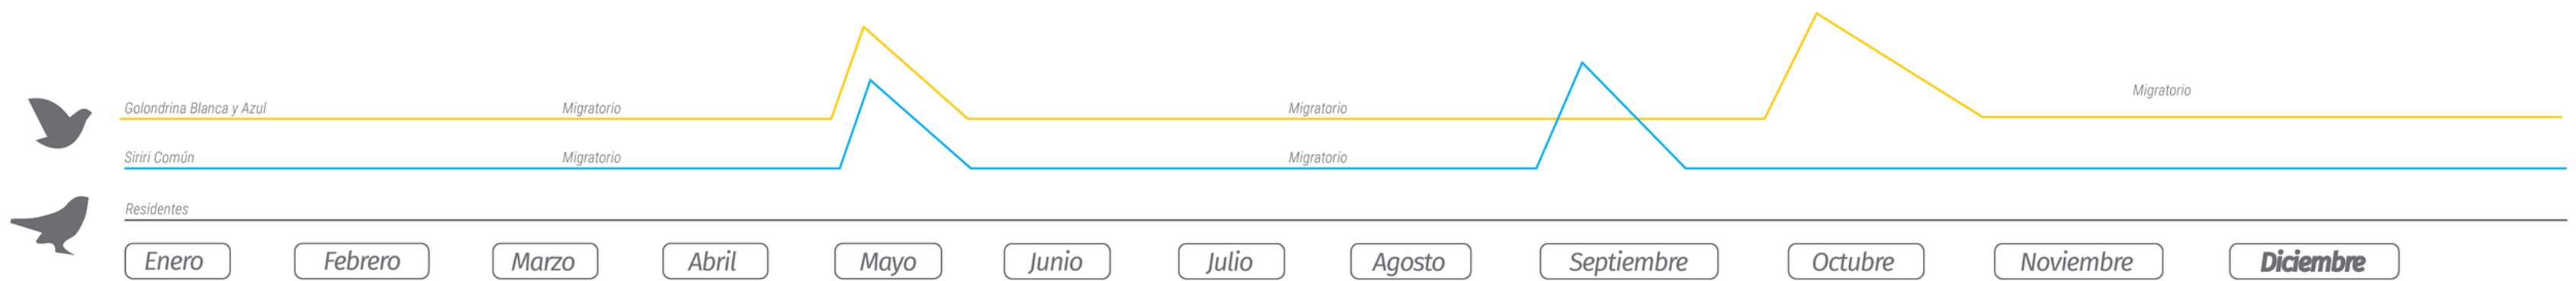 Migratorio
Golondrina Blanca y Azul Migratorio Migratorio
Siriri Común Migratorio Migratorio
Residentes
Enero Febrero Marzo Abril Mayo Junio Julio Agosto Septiembre Octubre Noviembre Diciembre